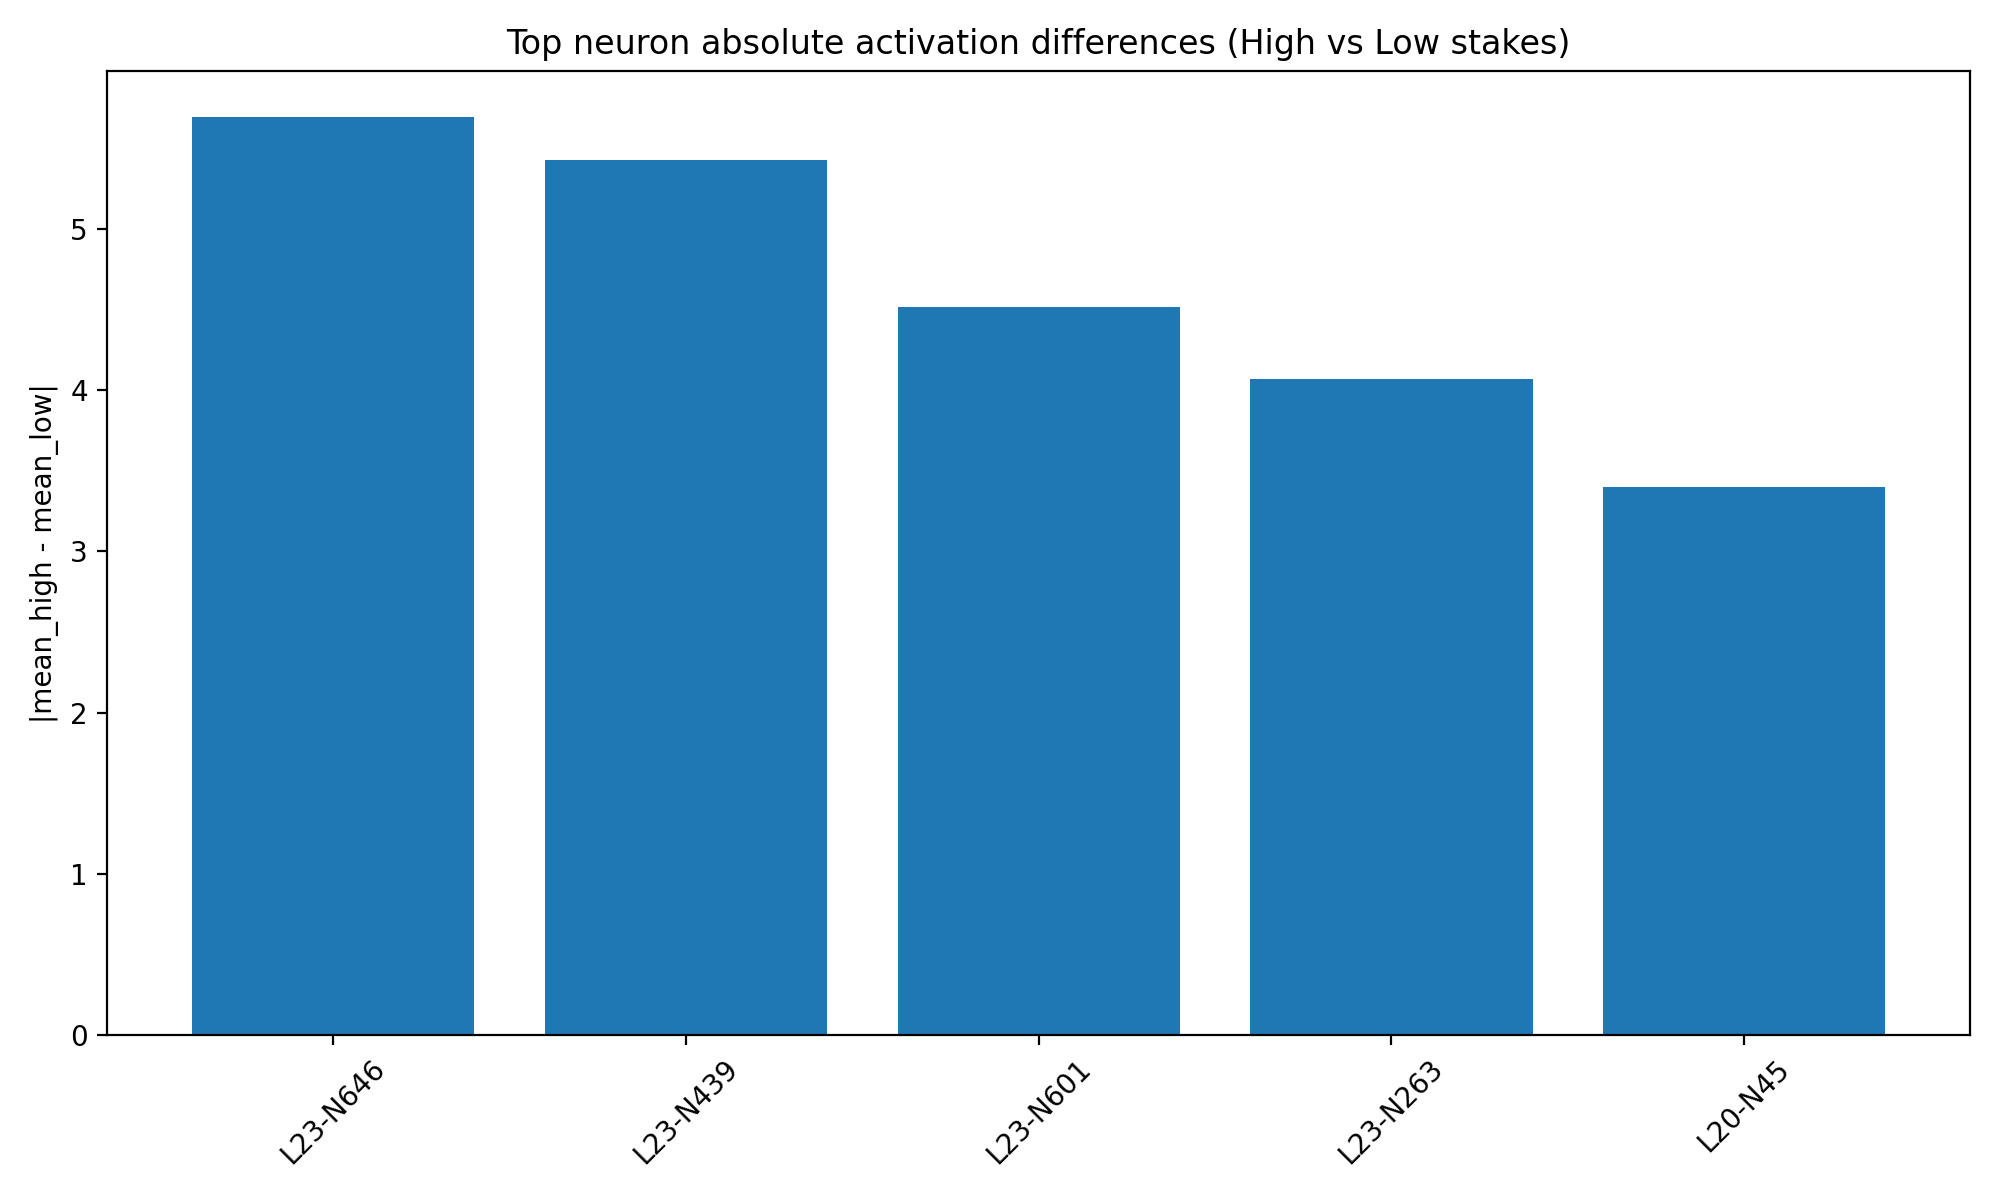 Top neuron absolute activation differences (High vs Low stakes)
|mean_high - mean_low|
5
4
3
2
1
0
L23-N646
L23-N439
L23-N601
L23-N263
L20-N45